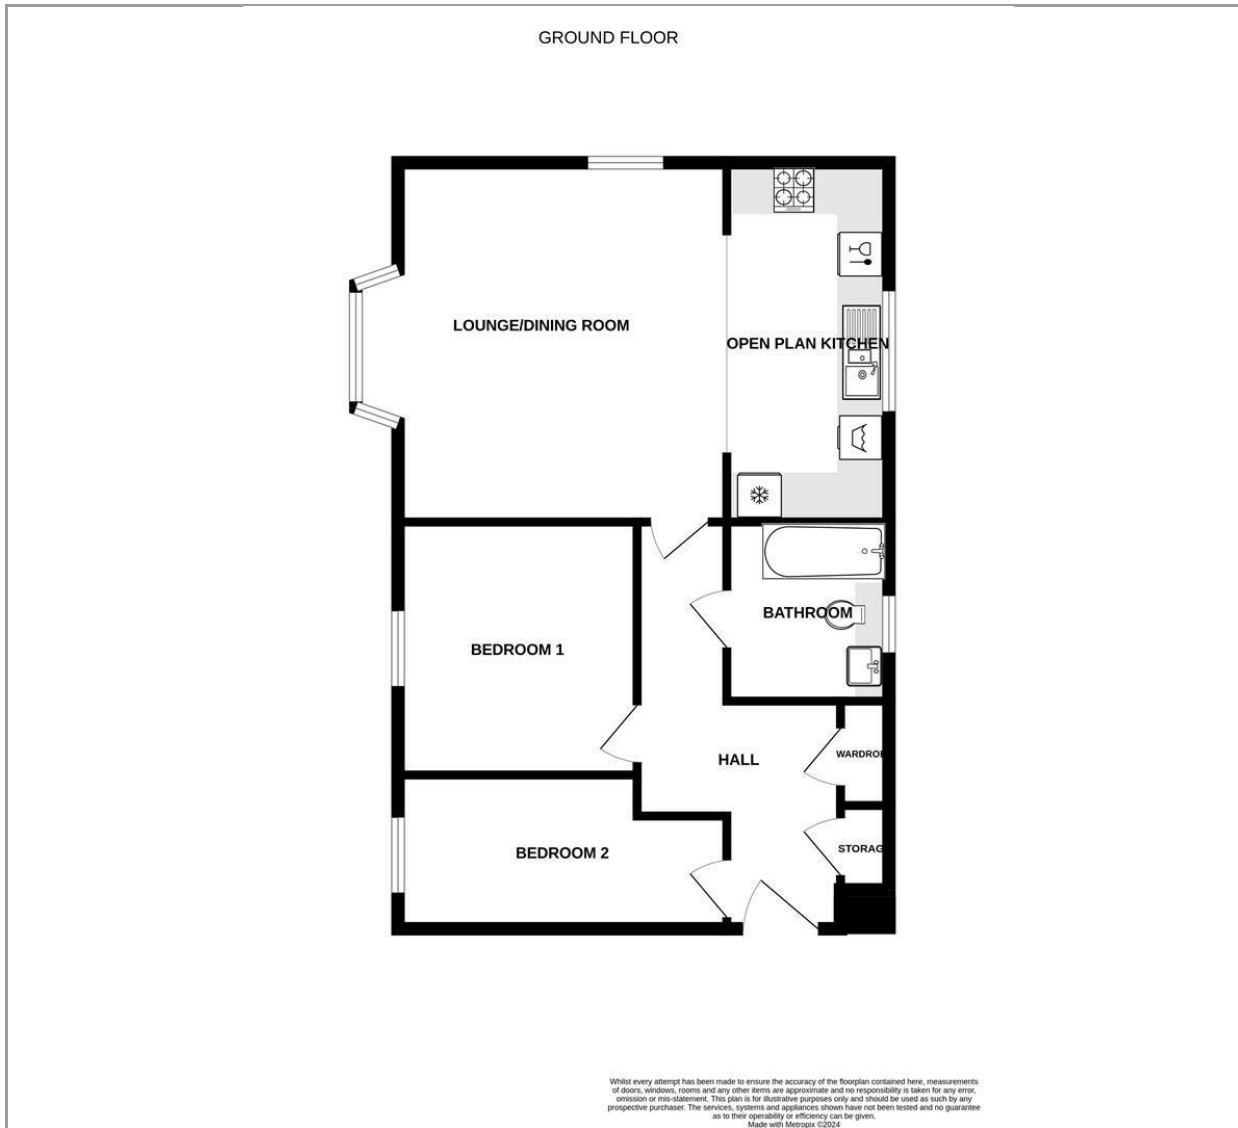 GROUND FLOOR
LOUNGE/DINING ROOM
OPEN PLAN KITCHEN
BATHROOM
BEDROOM 1
WARDROB
HALL
STORAG
BEDROOM 2
Whilst every attempt has been made to ensure the accuracy of the floorplan contained here, measurements
of doors, windows, rooms and any other items are approximate and no responsibility is taken for any error,
omission or mis-statement. This plan is for illustrative purposes only and should be used as such by any
prospective purchaser. The services, systems and appliances shown have not been tested and no guarantee
as to their operability or efficiency can be given.
Made with Metropix ©2024